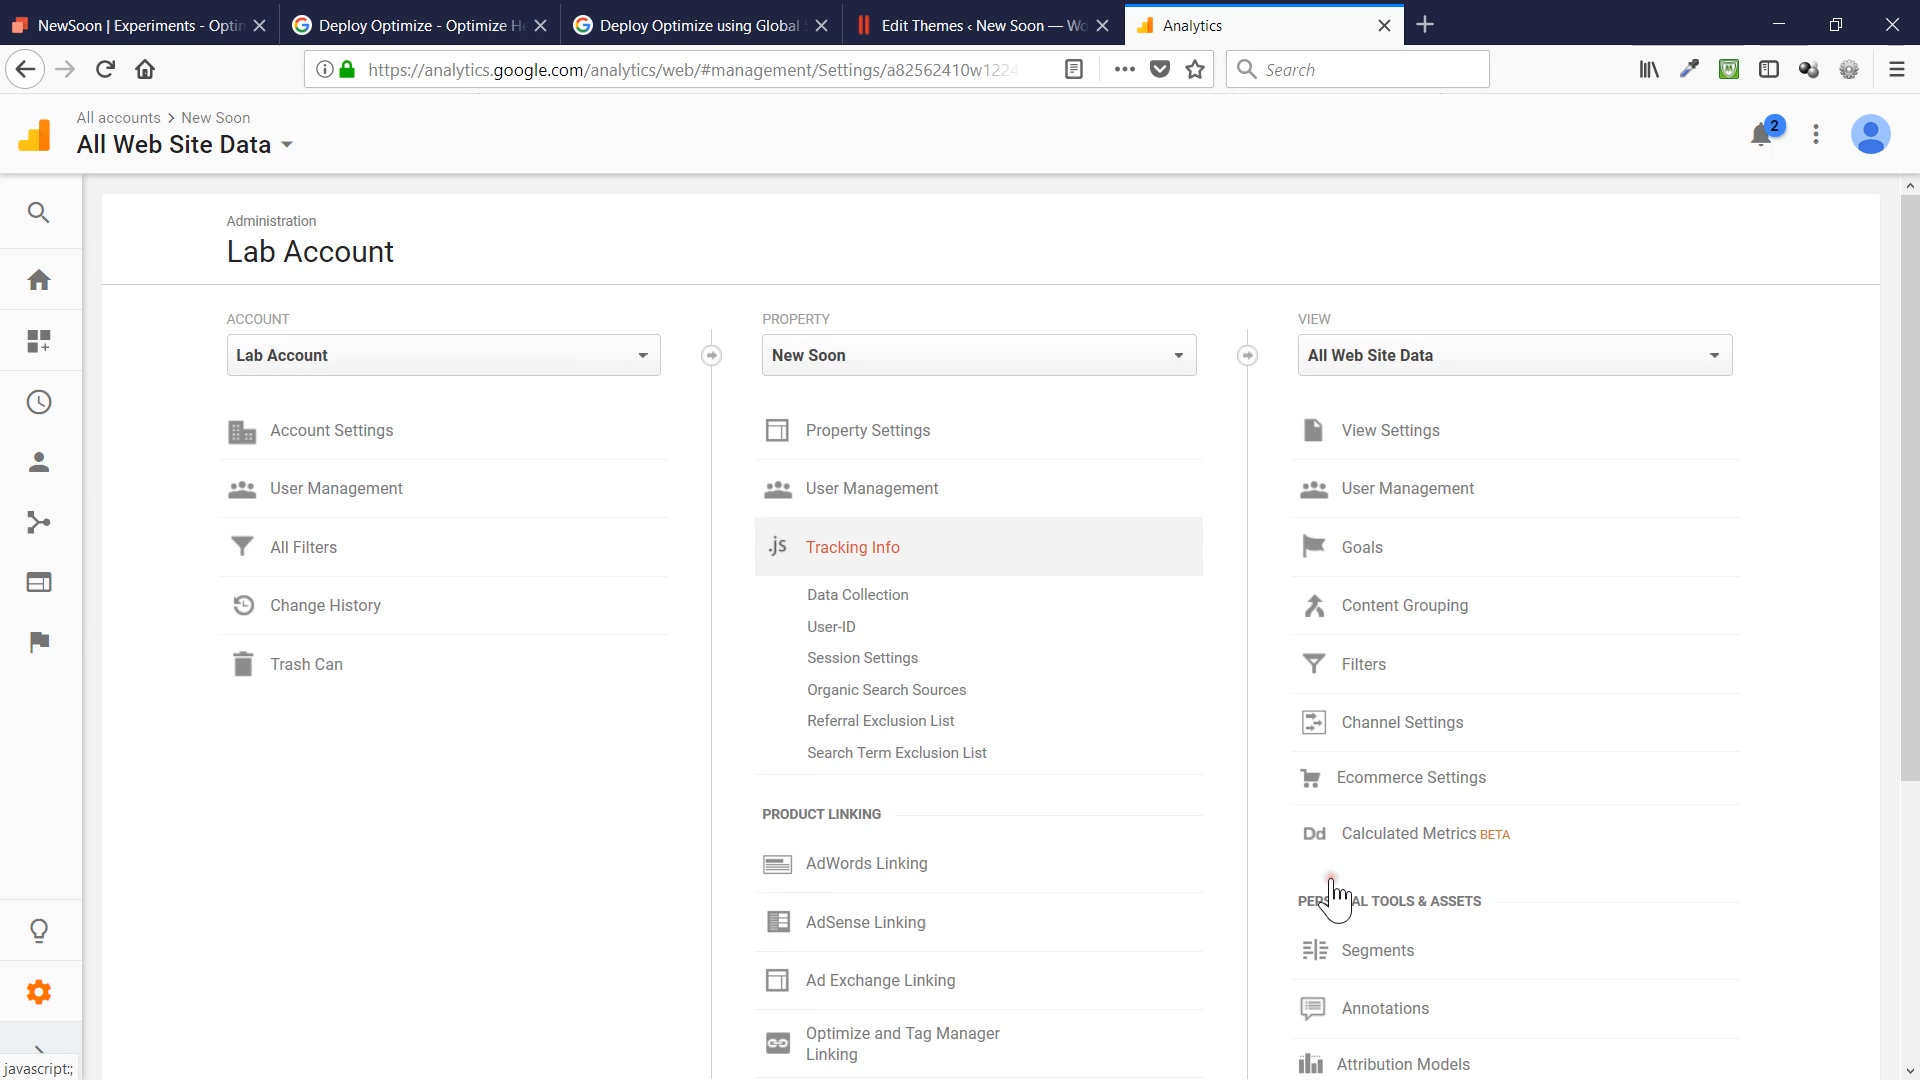 NewSoon | Experiments - Optim
Deploy Optimize - Optimize He
Deploy Optimize using Global S
Edit Themes ‹ New Soon — Wo
Analytics
https://analytics.google.com/analytics/web/#management/Settings/a82562410w1224
Search
All accounts > New Soon
All Web Site Data
2
Administration
Lab Account
ACCOUNT
Lab Account
Account Settings
User Management
All Filters
Change History
Trash Can
PROPERTY
New Soon
Property Settings
User Management
.js Tracking Info
Data Collection
User-ID
Session Settings
Organic Search Sources
Referral Exclusion List
Search Term Exclusion List
PRODUCT LINKING
AdWords Linking
AdSense Linking
Ad Exchange Linking
Optimize and Tag Manager
Linking
VIEW
All Web Site Data
View Settings
User Management
Goals
Content Grouping
Filters
Channel Settings
Ecommerce Settings
Dd Calculated Metrics BETA
TOOLS & ASSETS
Segments
Annotations
Attribution Models
javascript:;